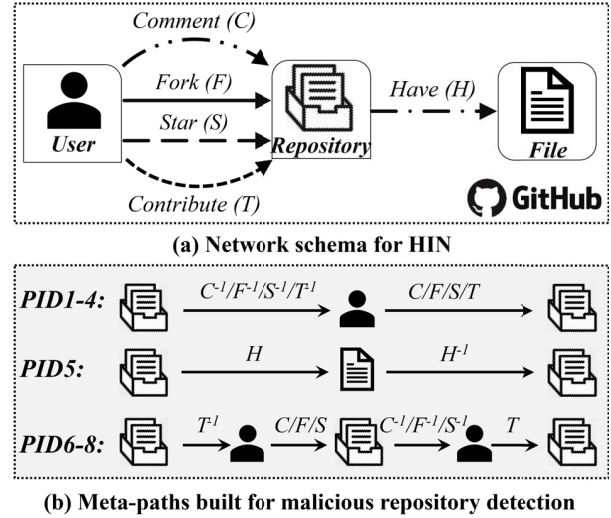 Comment (C)
Fork (F)
Have (H)
Star (S)
User
Repository
File
Contribute (T)
GitHub
(a) Network schema for HIN
PID1-4: C⁻¹/F⁻¹/S⁻¹/T⁻¹ C/F/S/T
PID5: H H⁻¹
PID6-8: T⁻¹ C/F/S C⁻¹/F⁻¹/S⁻¹ T
(b) Meta-paths built for malicious repository detection